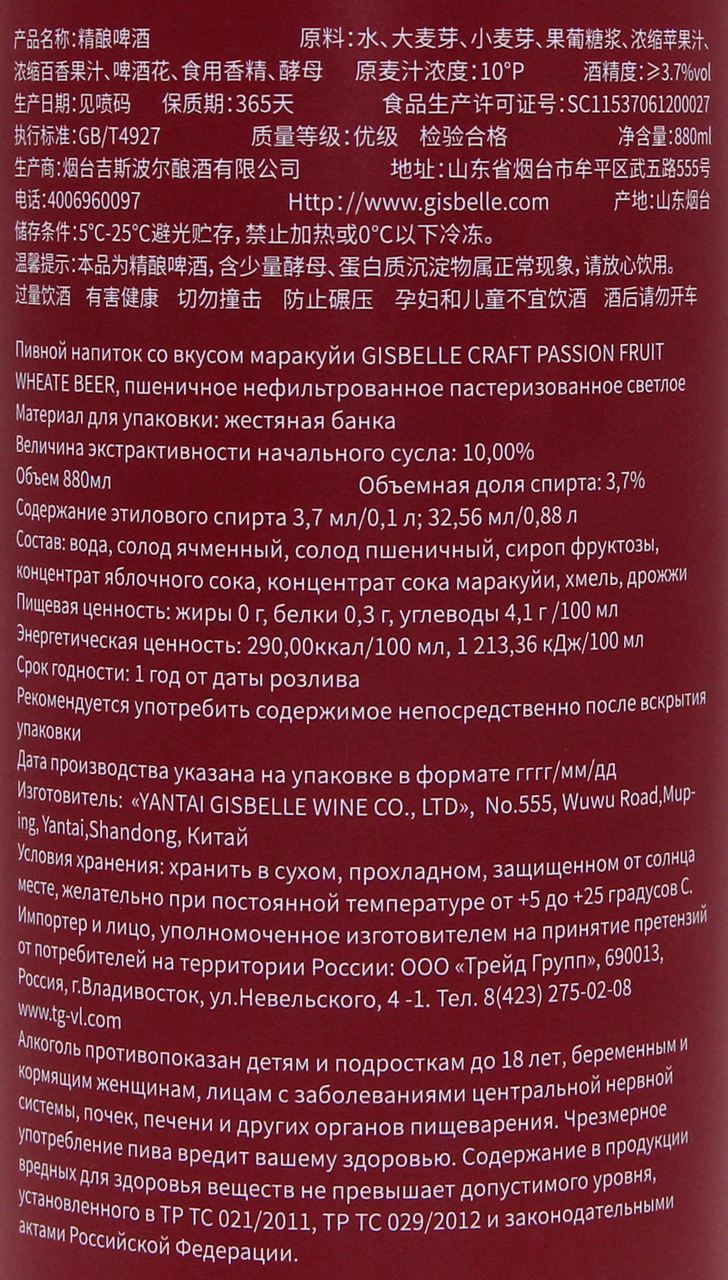 产品名称:精酿啤酒 原料:水、大麦芽、小麦芽、果葡糖浆、浓缩苹果汁、
浓缩百香果汁、啤酒花、食用香精、酵母 原麦汁浓度:10°P 酒精度:≥3.7%vol
生产日期:见喷码 保质期:365天 食品生产许可证号:SC11537061200027
执行标准:GB/T4927 质量等级:优级 检验合格 净含量:880ml
生产商:烟台吉斯波尔酿酒有限公司 地址:山东省烟台市牟平区武五路555号
电话:4006960097 Http://www.gisbelle.com 产地:山东烟台
储存条件:5℃-25℃避光贮存,禁止加热或0℃以下冷冻。
温馨提示:本品为精酿啤酒,含少量酵母、蛋白质沉淀物属正常现象,请放心饮用。
过量饮酒 有害健康 切勿撞击 防止碾压 孕妇和儿童不宜饮酒 酒后请勿开车
Пивной напиток со вкусом маракуйи GISBELLE CRAFT PASSION FRUIT
WHEATE BEER, пшеничное нефильтрованное пастеризованное светлое
Материал для упаковки: жестяная банка
Величина экстрактивности начального сусла: 10,00%
Объем 880мл Объемная доля спирта: 3,7%
Содержание этилового спирта 3,7 мл/0,1 л; 32,56 мл/0,88 л
Состав: вода, солод ячменный, солод пшеничный, сироп фруктозы,
концентрат яблочного сока, концентрат сока маракуйи, хмель, дрожжи
Пищевая ценность: жиры 0 г, белки 0,3 г, углеводы 4,1 г /100 мл
Энергетическая ценность: 290,00ккал/100 мл, 1 213,36 кДж/100 мл
Срок годности: 1 год от даты розлива
Рекомендуется употребить содержимое непосредственно после вскрытия
упаковки
Дата производства указана на упаковке в формате гггг/мм/дд
Изготовитель: «YANTAI GISBELLE WINE CO., LTD», No.555, Wuwu Road,Mup-
ing, Yantai,Shandong, Китай
Условия хранения: хранить в сухом, прохладном, защищенном от солнца
месте, желательно при постоянной температуре от +5 до +25 градусов С.
Импортер и лицо, уполномоченное изготовителем на принятие претензий
от потребителей на территории России: ООО «Трейд Групп», 690013,
Россия, г.Владивосток, ул.Невельского, 4 -1. Тел. 8(423) 275-02-08
www.tg-vl.com
Алкоголь противопоказан детям и подросткам до 18 лет, беременным и
кормящим женщинам, лицам с заболеваниями центральной нервной
системы, почек, печени и других органов пищеварения. Чрезмерное
употребление пива вредит вашему здоровью. Содержание в продукции
вредных для здоровья веществ не превышает допустимого уровня,
установленного в ТР ТС 021/2011, ТР ТС 029/2012 и законодательными
актами Российской Федерации.